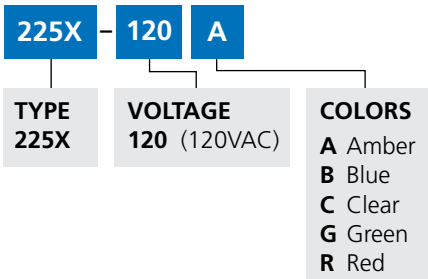 225X – 120 A
TYPE
225X
VOLTAGE
120 (120VAC)
COLORS
A Amber
B Blue
C Clear
G Green
R Red